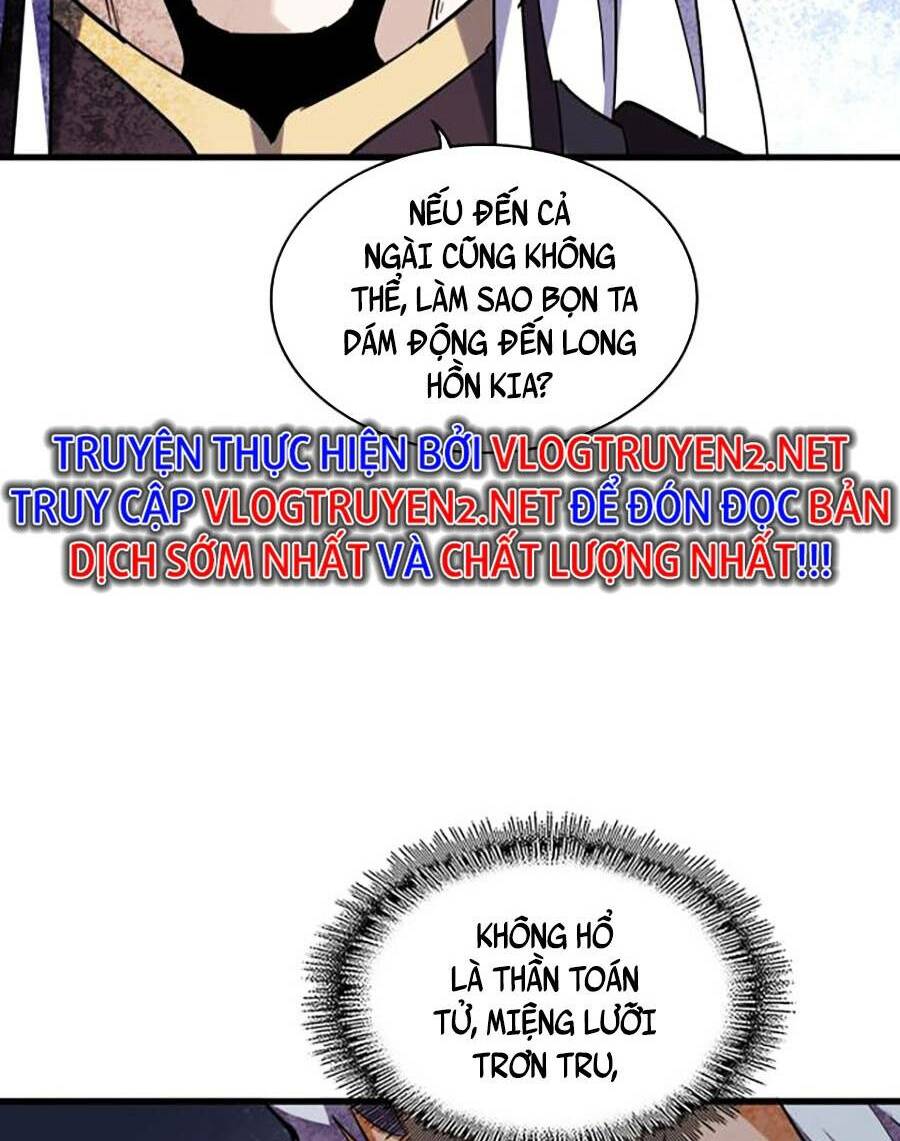 NẾU ĐẾN CẢ
NGÀI CŨNG KHÔNG
THỂ, LÀM SAO BỌN TA
DÁM ĐỘNG ĐẾN LONG
HỒN KIA?
TRUYỆN THỰC HIỆN BỞI VLOGTRUYEN2.NET
TRUY CẬP VLOGTRUYEN2.NET ĐỂ ĐÓN ĐỌC BẢN
DỊCH SỚM NHẤT VÀ CHẤT LƯỢNG NHẤT!!!
KHÔNG HỔ
LÀ THẦN TOÁN
TỬ, MIỆNG LƯỠI
TRƠN TRU,